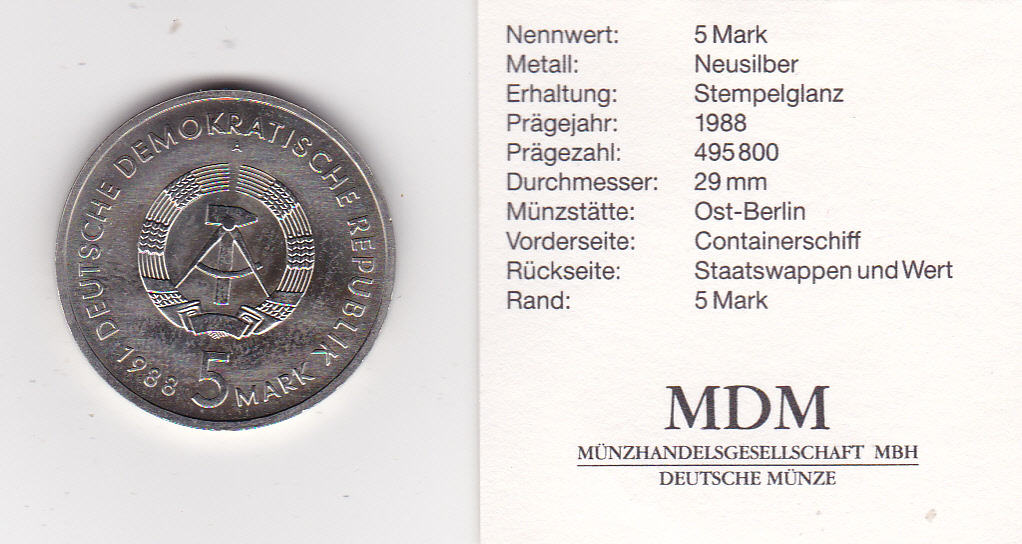 DEUTSCHE DEMOKRATISCHE REPUBLIK
A
1988
5
MARK
Nennwert: 5 Mark
Metall: Neusilber
Erhaltung: Stempelglanz
Prägejahr: 1988
Prägezahl: 495 800
Durchmesser: 29 mm
Münzstätte: Ost-Berlin
Vorderseite: Containerschiff
Rückseite: Staatswappen und Wert
Rand: 5 Mark
MDM
MÜNZHANDELSGESELLSCHAFT MBH
DEUTSCHE MÜNZE